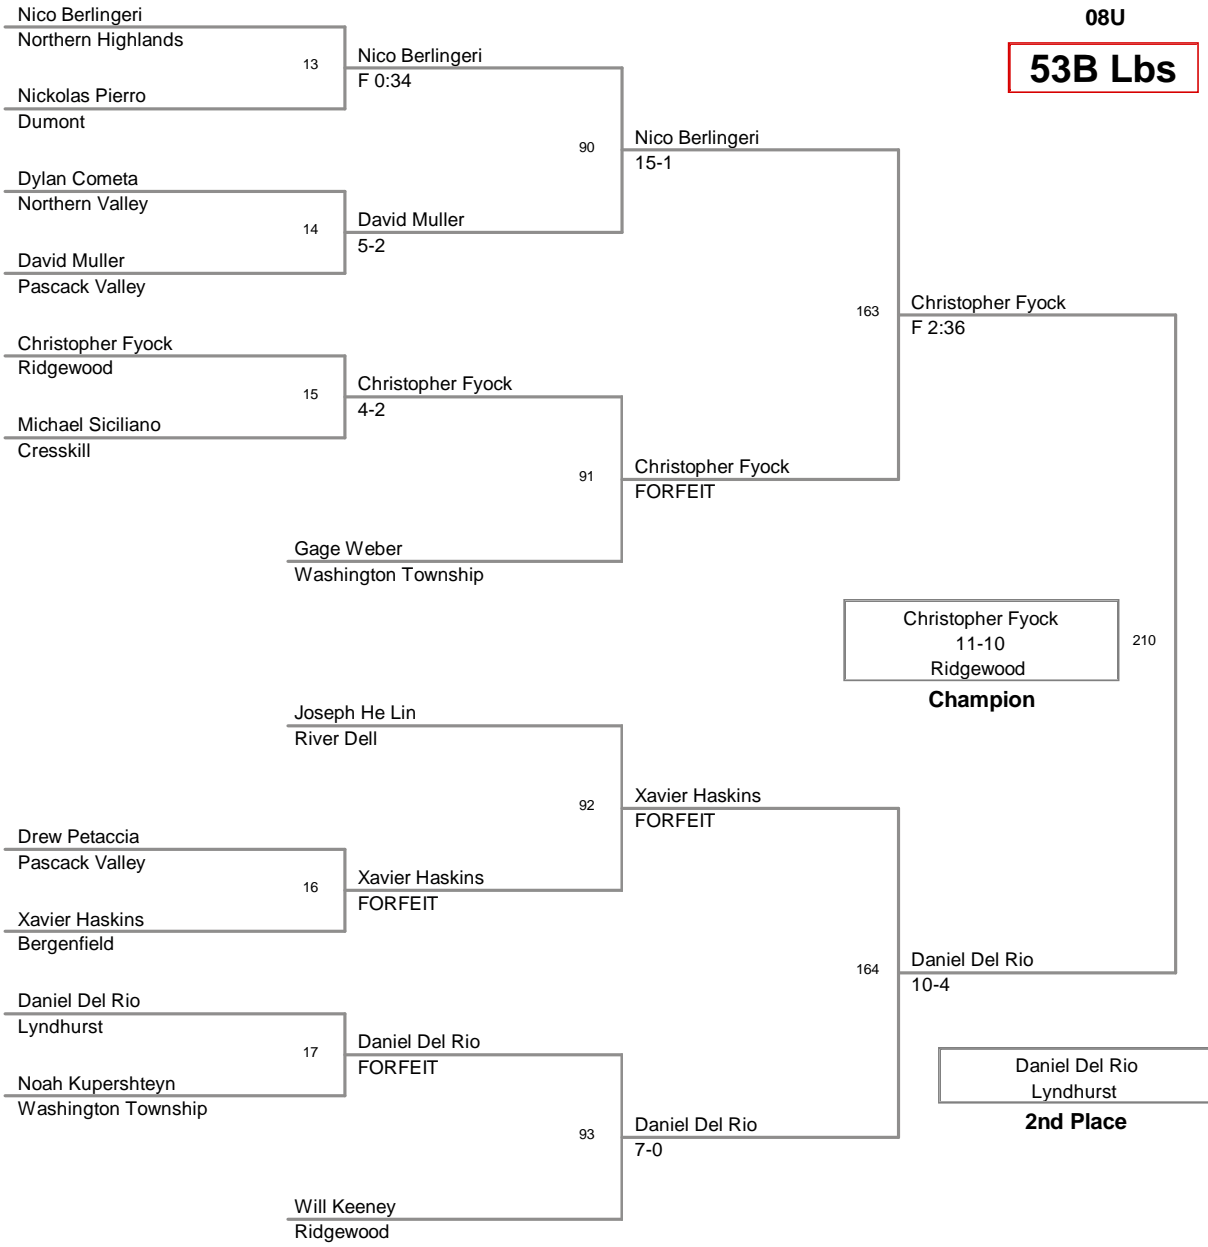 08U
53B Lbs
Nico Berlingeri
Northern Highlands
13
Nico Berlingeri
F 0:34
Nickolas Pierro
Dumont
90
Nico Berlingeri
15-1
Dylan Cometa
Northern Valley
14
David Muller
5-2
David Muller
Pascack Valley
163
Christopher Fyock
F 2:36
Christopher Fyock
Ridgewood
15
Christopher Fyock
4-2
Michael Siciliano
Cresskill
91
Christopher Fyock
FORFEIT
Gage Weber
Washington Township
Christopher Fyock
11-10
Ridgewood
210
Champion
Joseph He Lin
River Dell
92
Xavier Haskins
FORFEIT
Drew Petaccia
Pascack Valley
16
Xavier Haskins
FORFEIT
Xavier Haskins
Bergenfield
164
Daniel Del Rio
10-4
Daniel Del Rio
Lyndhurst
17
Daniel Del Rio
FORFEIT
Noah Kupershteyn
Washington Township
Daniel Del Rio
Lyndhurst
2nd Place
93
Daniel Del Rio
7-0
Will Keeney
Ridgewood